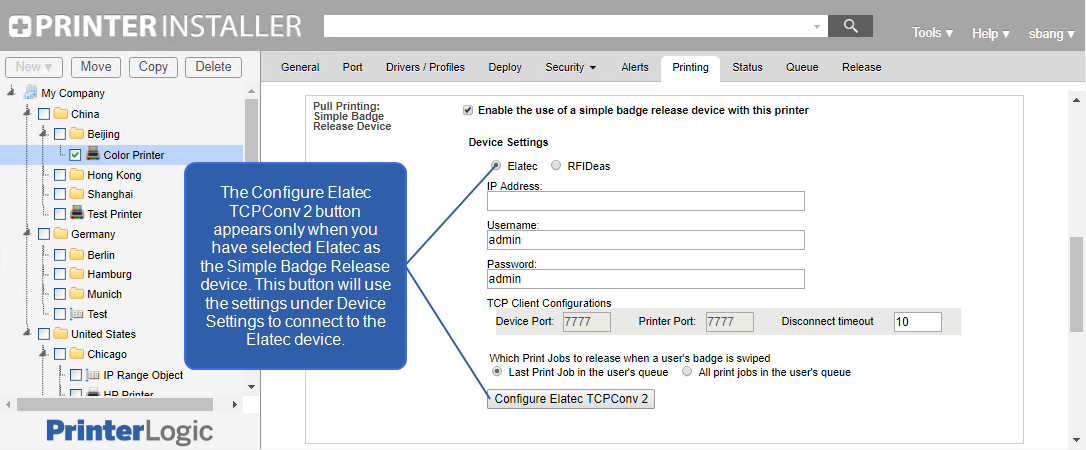 PRINTER INSTALLER
Tools ▾ Help ▾ sbang ▾
New ▾ Move Copy Delete
General Port Drivers / Profiles Deploy Security ▾ Alerts Printing Status Queue Release
My Company
China
Beijing
Color Printer
Hong Kong
Shanghai
Test Printer
Germany
Berlin
Hamburg
Munich
Test
United States
Chicago
IP Range Object
HP Printer
PrinterLogic
The Configure Elatec
TCPConv 2 button
appears only when you
have selected Elatec as
the Simple Badge Release
device. This button will use
the settings under Device
Settings to connect to the
Elatec device.
Pull Printing:
Simple Badge
Release Device
Enable the use of a simple badge release device with this printer
Device Settings
Elatec RFIDeas
IP Address:
Username:
admin
Password:
admin
TCP Client Configurations
Device Port: 7777 Printer Port: 7777 Disconnect timeout 10
Which Print Jobs to release when a user's badge is swiped
Last Print Job in the user's queue All print jobs in the user's queue
Configure Elatec TCPConv 2